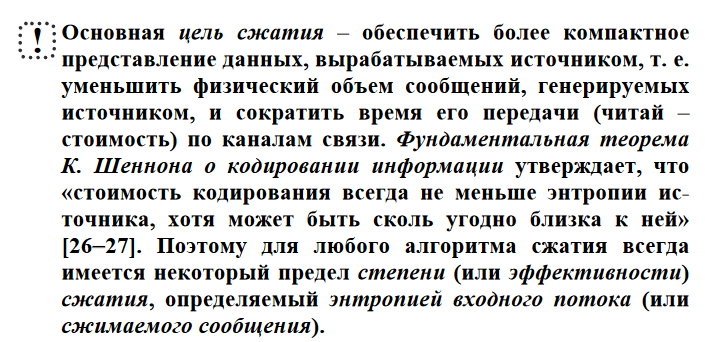 ! Основная цель сжатия – обеспечить более компактное
представление данных, вырабатываемых источником, т. е.
уменьшить физический объем сообщений, генерируемых
источником, и сократить время его передачи (читай –
стоимость) по каналам связи. Фундаментальная теорема
К. Шеннона о кодировании информации утверждает, что
«стоимость кодирования всегда не меньше энтропии ис-
точника, хотя может быть сколь угодно близка к ней»
[26–27]. Поэтому для любого алгоритма сжатия всегда
имеется некоторый предел степени (или эффективности)
сжатия, определяемый энтропией входного потока (или
сжимаемого сообщения).